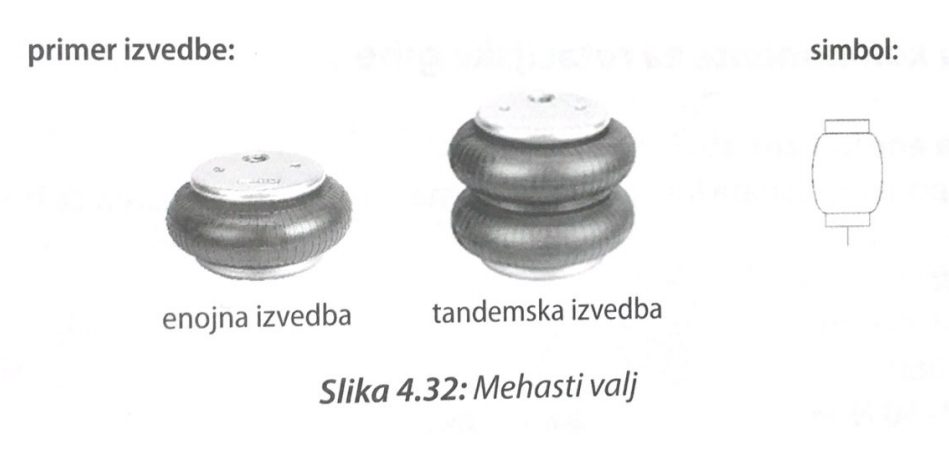 primer izvedbe:
simbol:
enojna izvedba
tandemska izvedba
Slika 4.32: Mehasti valj